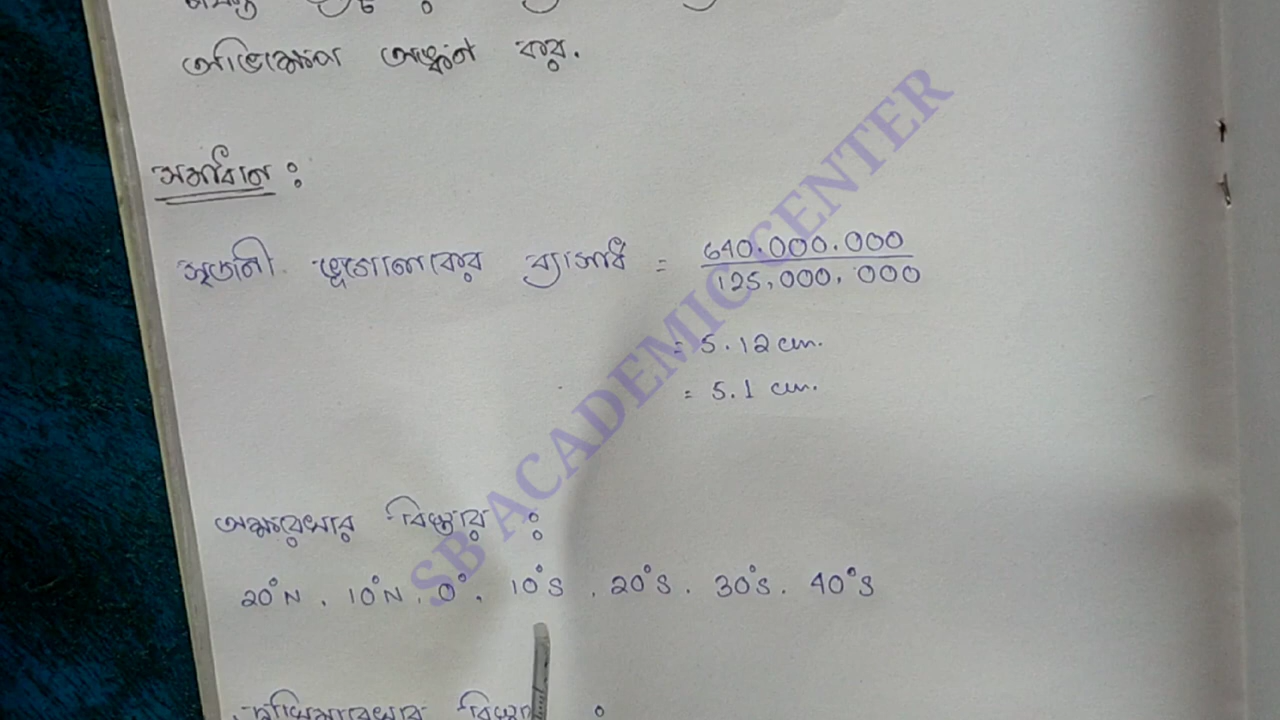 অভিক্ষেপ অঙ্কন কর.
সমাধান :
সৃজনী ভূগোলকের ব্যাসার্ধ = 640.000.000 / 125,000,000
= 5.12 cm.
= 5.1 cm.
অক্ষরেখার বিস্তার :
20°N, 10°N, 0°, 10°S, 20°S. 30°S. 40°S
দ্রাঘিমারেখার :
SB ACADEMIC CENTER